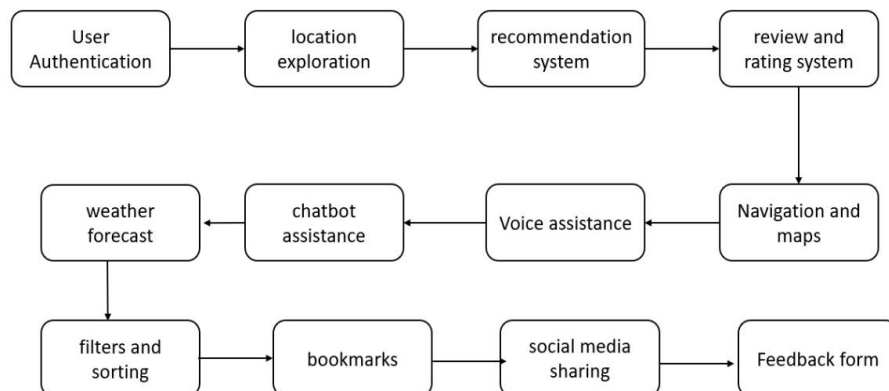 User
Authentication
location
exploration
recommendation
system
review and
rating system
Navigation and
maps
Voice assistance
chatbot
assistance
weather
forecast
filters and
sorting
bookmarks
social media
sharing
Feedback form